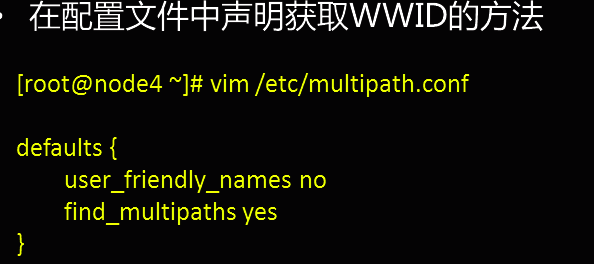 • 在配置文件中声明获取WWID的方法
[root@node4 ~]# vim /etc/multipath.conf
defaults {
user_friendly_names no
find_multipaths yes
}